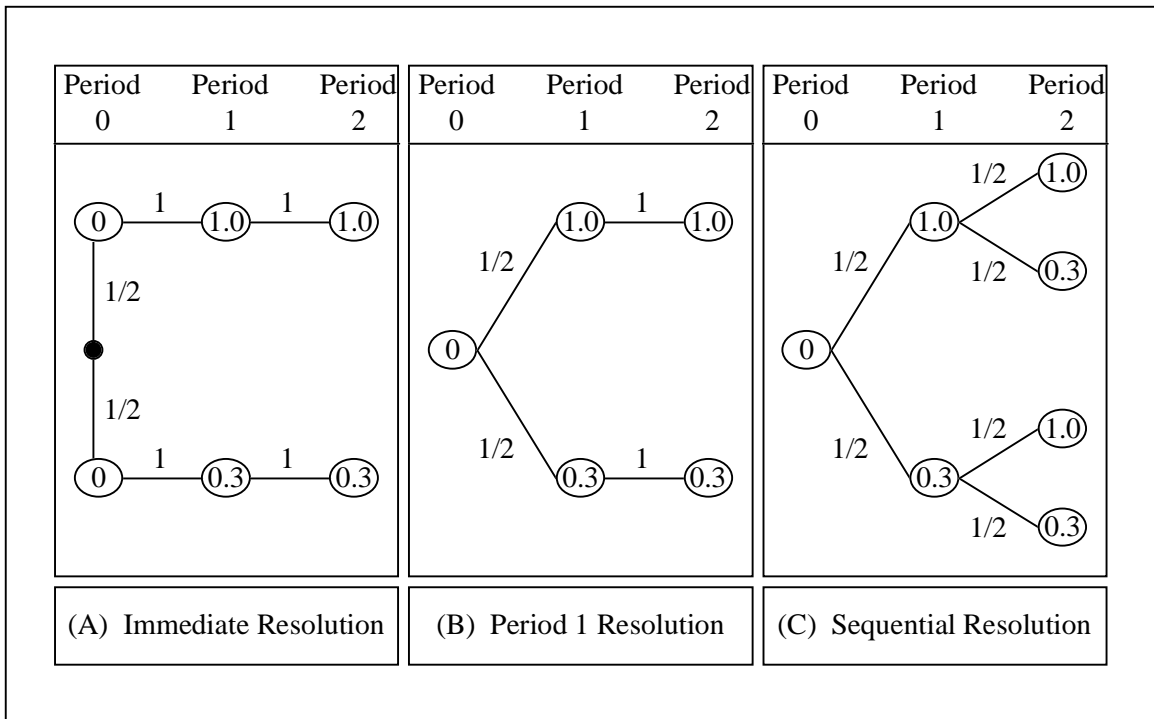 Period Period Period
0 1 2
1 1
0 1.0 1.0
1/2
1/2
1 1
0 0.3 0.3
(A) Immediate Resolution
Period Period Period
0 1 2
1
1.0 1.0
1/2
0
1/2
1
0.3 0.3
(B) Period 1 Resolution
Period Period Period
0 1 2
1/2 1.0
1.0
1/2 1/2 0.3
0
1/2 1/2 1.0
0.3
1/2 0.3
(C) Sequential Resolution